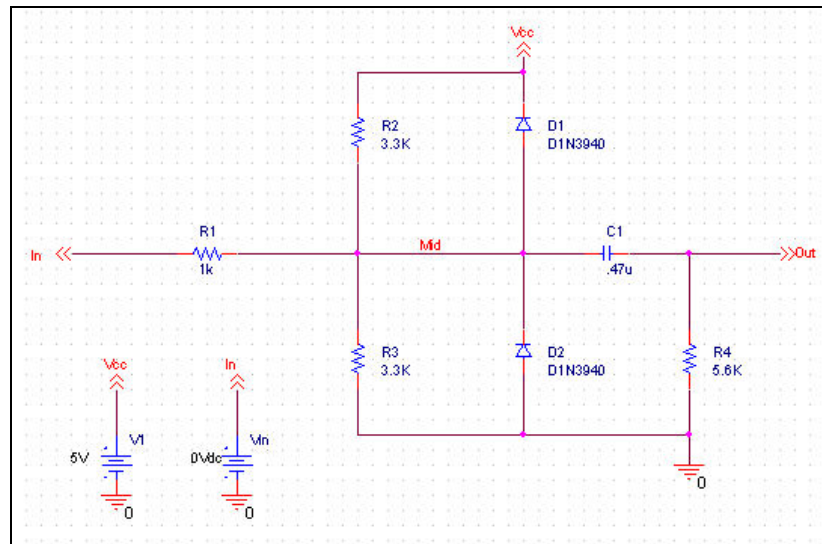 Vcc
R2
3.3K
D1
D1N3940
In
R1
1k
Mid
C1
.47u
Out
R3
3.3K
D2
D1N3940
R4
5.6K
Vcc
In
5V
V1
0Vdc
Vin
0
0
0